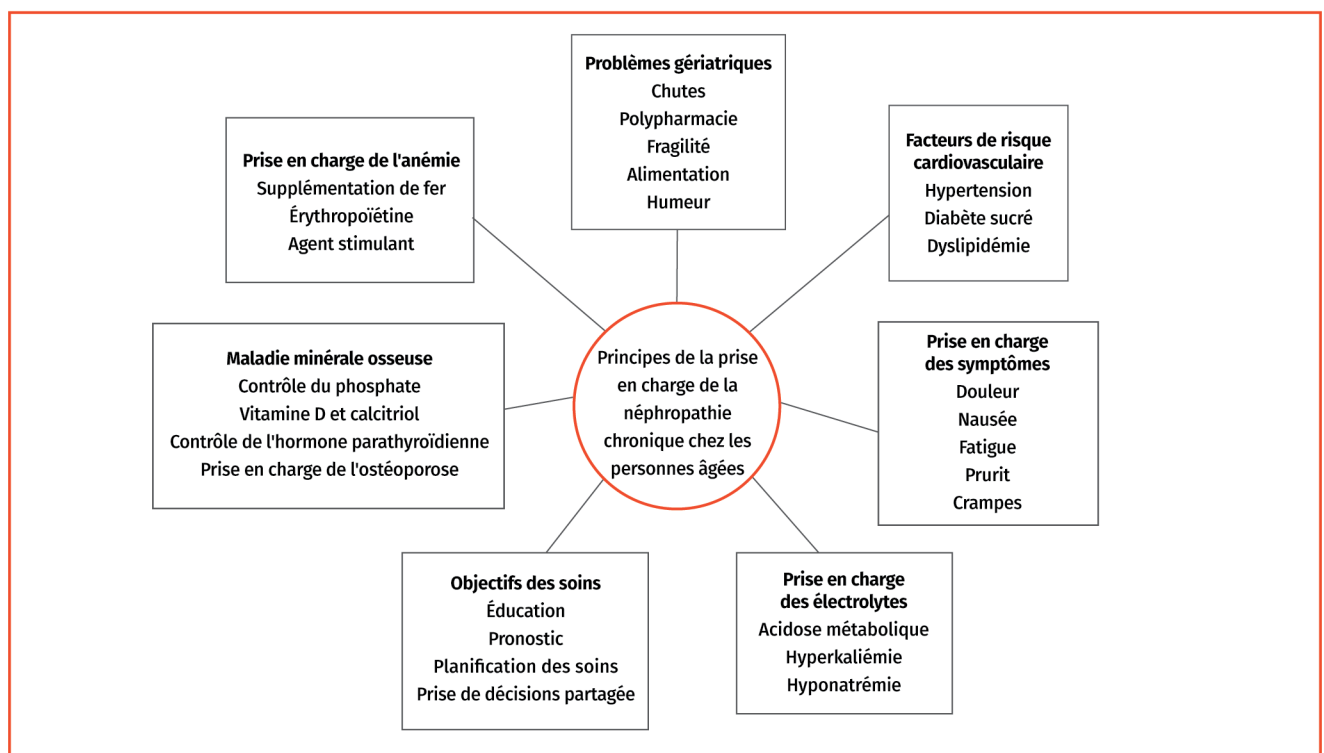 Problèmes gériatriques
Chutes
Polypharmacie
Fragilité
Alimentation
Humeur
Prise en charge de l'anémie
Supplémentation de fer
Érythropoïétine
Agent stimulant
Facteurs de risque
cardiovasculaire
Hypertension
Diabète sucré
Dyslipidémie
Maladie minérale osseuse
Contrôle du phosphate
Vitamine D et calcitriol
Contrôle de l'hormone parathyroïdienne
Prise en charge de l'ostéoporose
Principes de la prise
en charge de la
néphropathie
chronique chez les
personnes âgées
Prise en charge
des symptômes
Douleur
Nausée
Fatigue
Prurit
Crampes
Objectifs des soins
Éducation
Pronostic
Planification des soins
Prise de décisions partagée
Prise en charge
des électrolytes
Acidose métabolique
Hyperkaliémie
Hyponatrémie